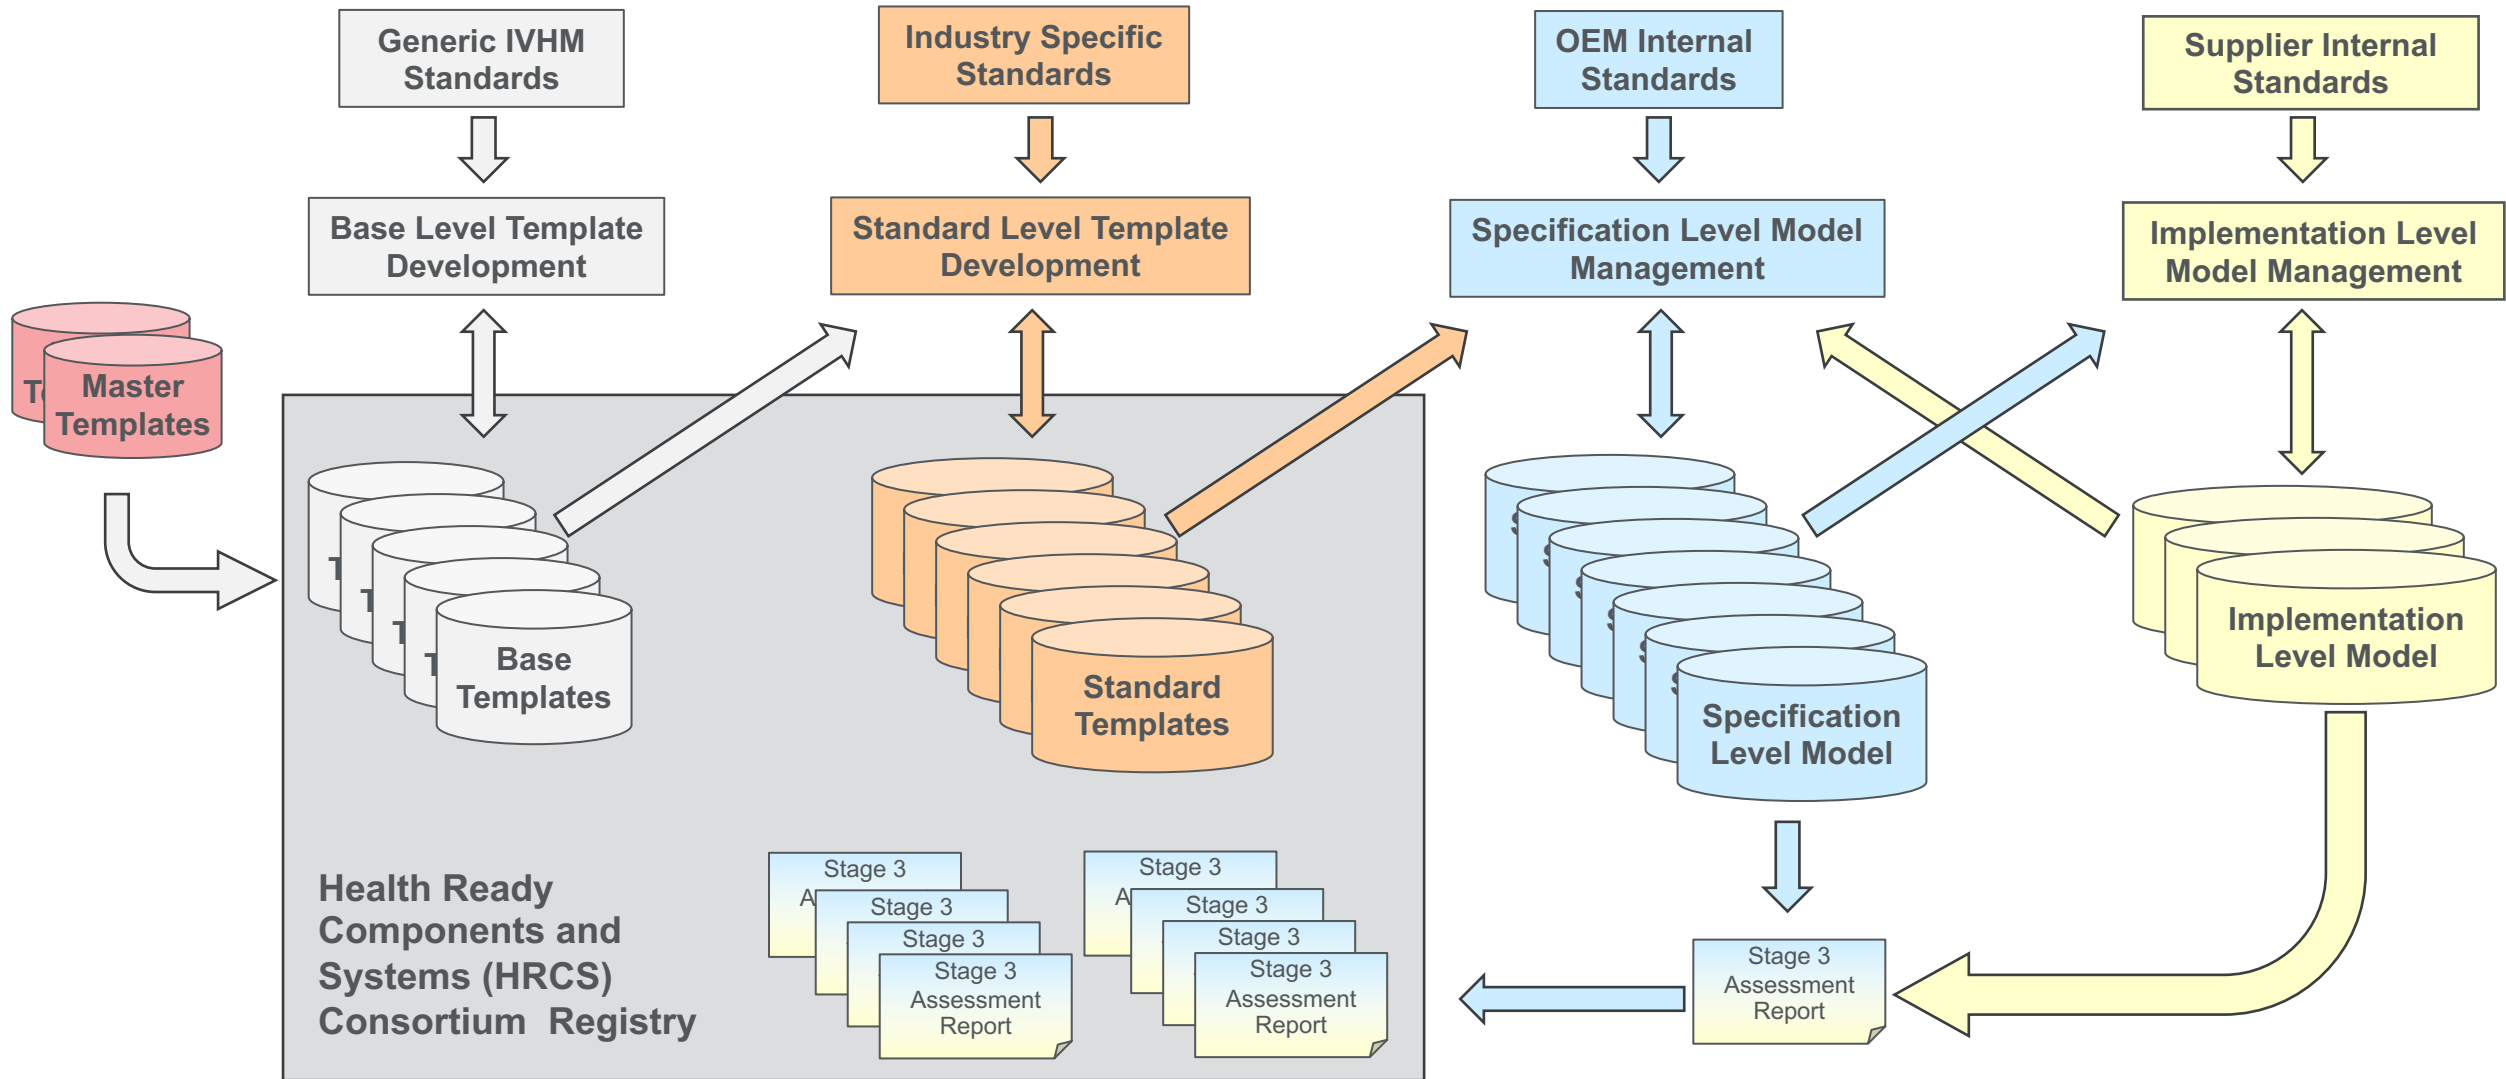 Generic IVHM
Standards
Industry Specific
Standards
OEM Internal
Standards
Supplier Internal
Standards
Base Level Template
Development
Standard Level Template
Development
Specification Level Model
Management
Implementation Level
Model Management
Master
Templates
Base
Templates
Standard
Templates
Specification
Level Model
Implementation
Level Model
Health Ready
Components and
Systems (HRCS)
Consortium Registry
Stage 3
Stage 3
Stage 3
Stage 3
Assessment
Report
Stage 3
Stage 3
Stage 3
Stage 3
Assessment
Report
Stage 3
Assessment
Report